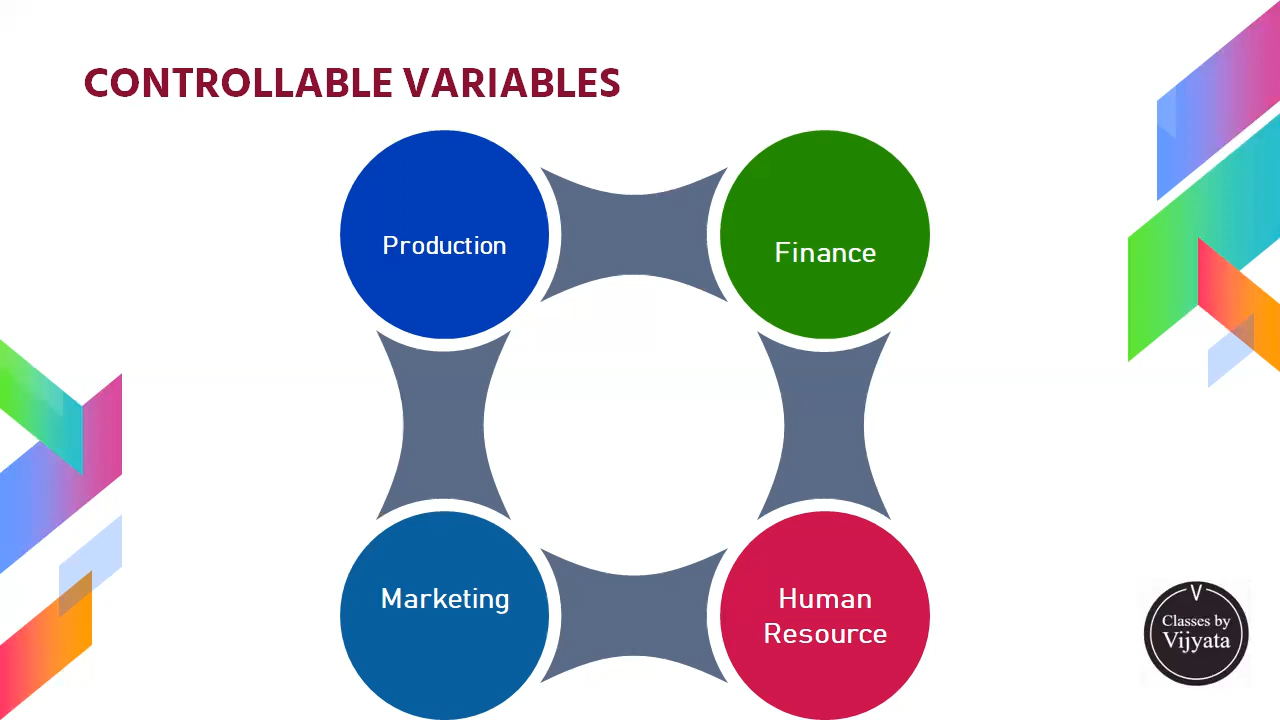 CONTROLLABLE VARIABLES
Production
Finance
Marketing
Human
Resource
V
Classes by
Vijyata